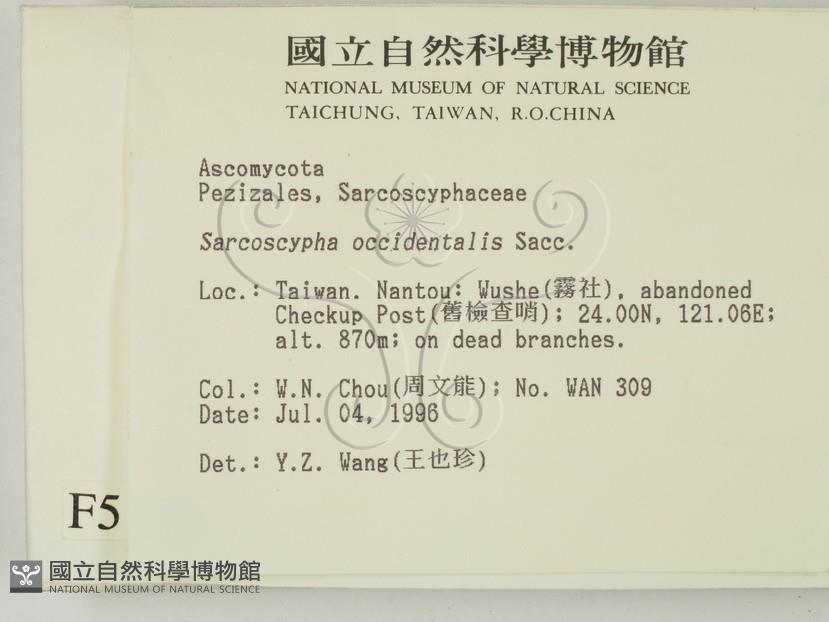 國立自然科學博物館
NATIONAL MUSEUM OF NATURAL SCIENCE
TAICHUNG, TAIWAN, R.O.CHINA
Ascomycota
Pezizales, Sarcoscyphaceae
Sarcoscypha occidentalis Sacc.
Loc.: Taiwan. Nantou: Wushe(霧社), abandoned
Checkup Post(舊檢查哨); 24.00N, 121.06E;
alt. 870m; on dead branches.
Col.: W.N. Chou(周文能); No. WAN 309
Date: Jul. 04, 1996
Det.: Y.Z. Wang(王也珍)
F5
國立自然科學博物館
NATIONAL MUSEUM OF NATURAL SCIENCE